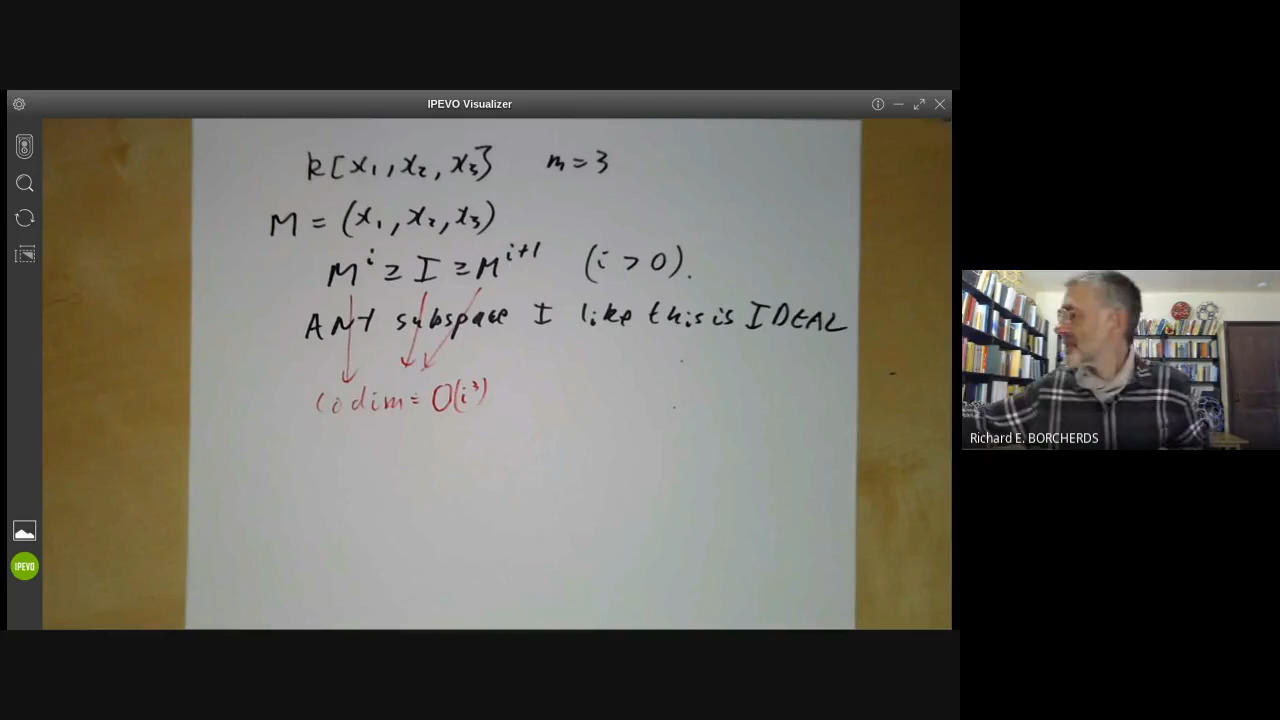 IPEVO Visualizer
k[x₁,x₂,x₃] m=3
M = (x₁,x₂,x₃)
Mⁱ ≥ I ≥ Mⁱ⁺¹ (i > 0).
ANY subspace I like this is IDEAL
codim = O(i³)
IPEVO
Richard E. BORCHERDS